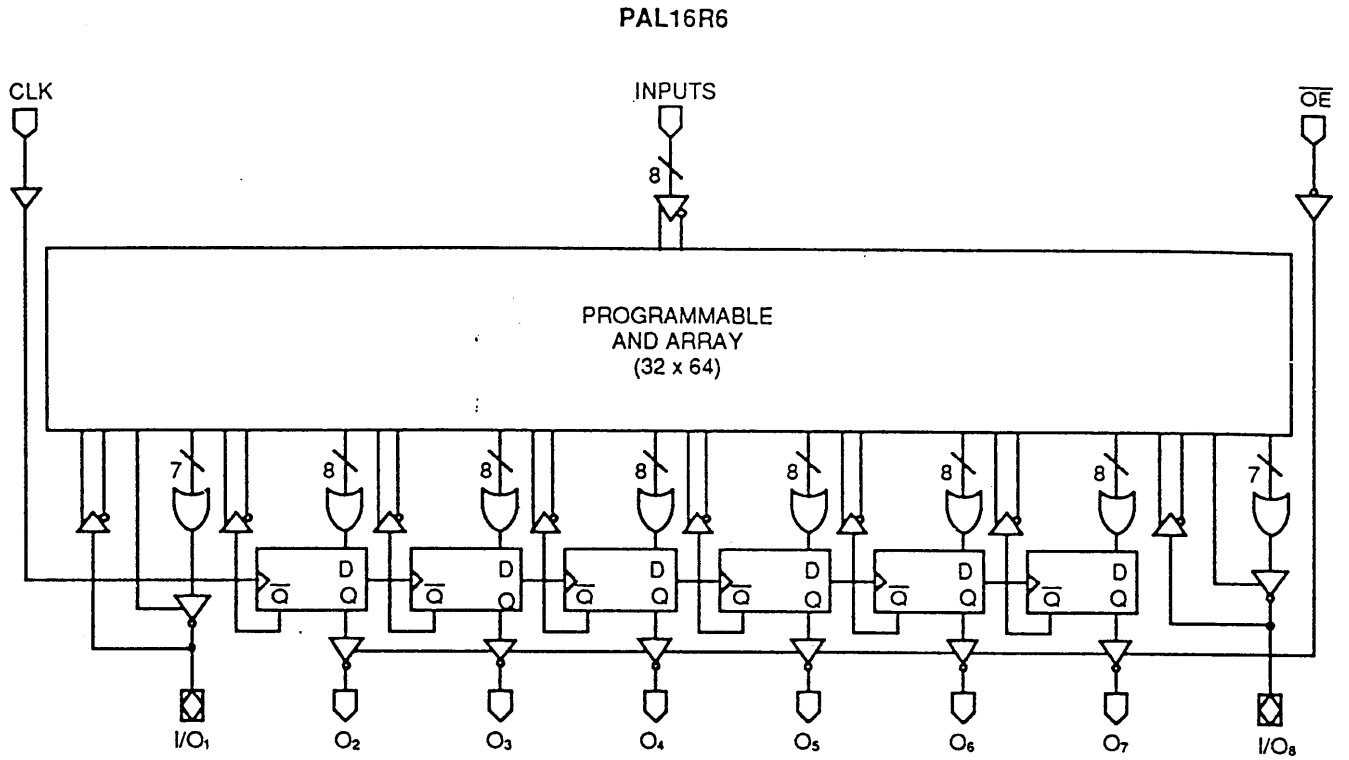 PAL16R6
CLK
INPUTS
OE
8
PROGRAMMABLE
AND ARRAY
(32 x 64)
7 8 8 8 8 8 8 7
D D D D D D
Q Q Q Q Q Q Q Q Q Q Q Q
I/O₁ O₂ O₃ O₄ O₅ O₆ O₇ I/O₈